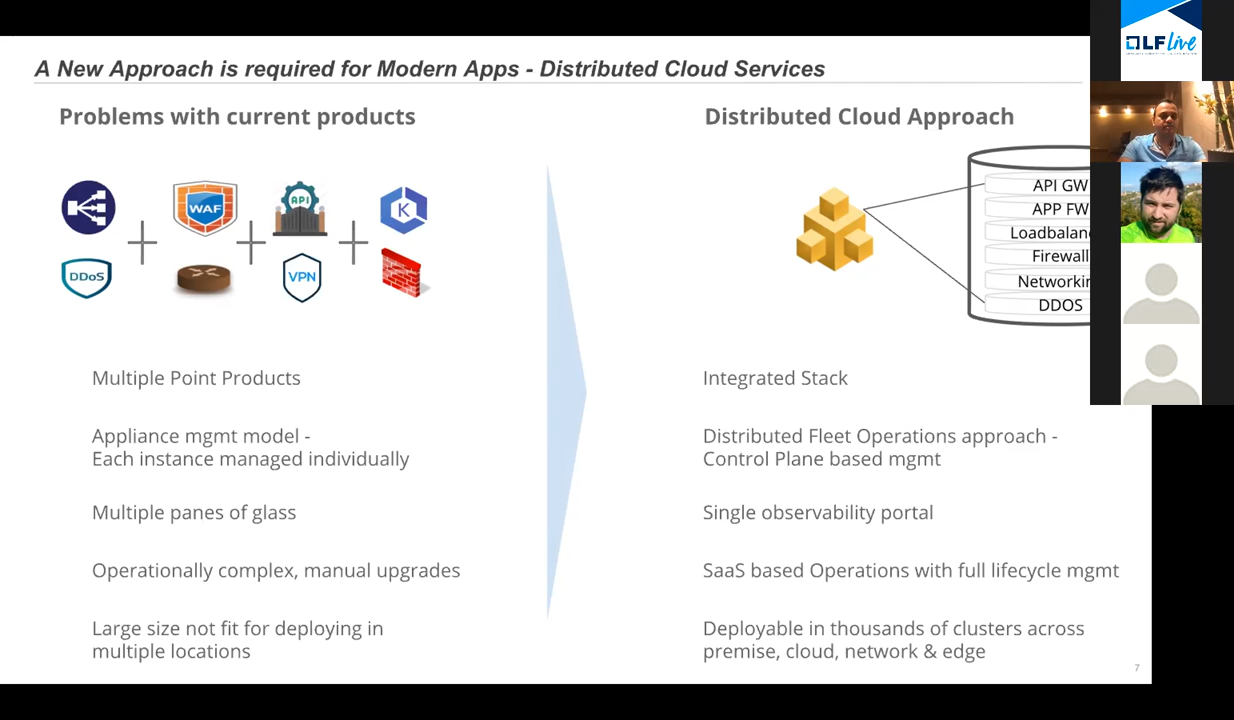 A New Approach is required for Modern Apps - Distributed Cloud Services
Problems with current products
WAF
API
K
DDoS
VPN
Multiple Point Products
Appliance mgmt model -
Each instance managed individually
Multiple panes of glass
Operationally complex, manual upgrades
Large size not fit for deploying in
multiple locations
Distributed Cloud Approach
API GW
APP FW
Loadbalan
Firewall
Networkin
DDOS
Integrated Stack
Distributed Fleet Operations approach -
Control Plane based mgmt
Single observability portal
SaaS based Operations with full lifecycle mgmt
Deployable in thousands of clusters across
premise, cloud, network & edge
7
LF Live